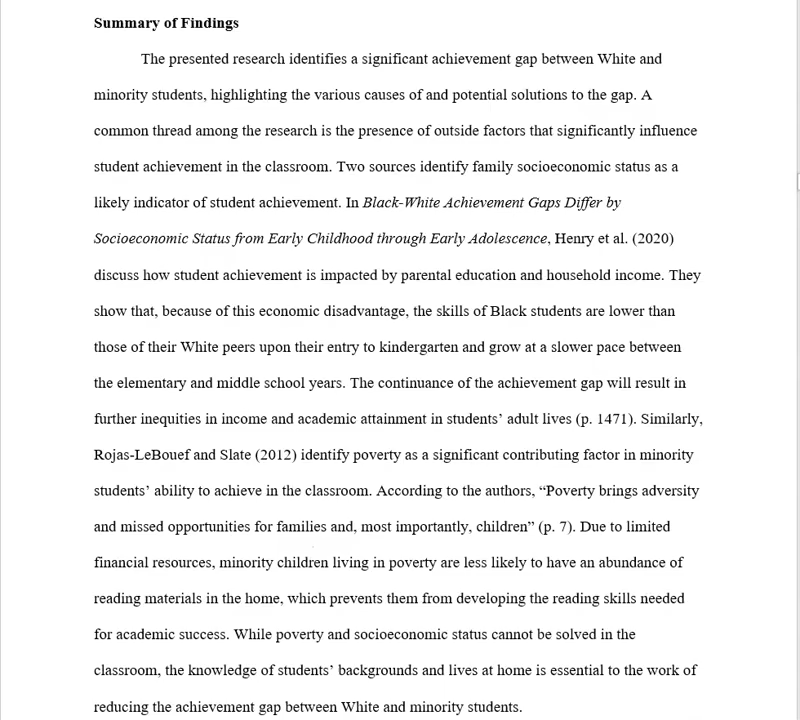 Summary of Findings
The presented research identifies a significant achievement gap between White and
minority students, highlighting the various causes of and potential solutions to the gap. A
common thread among the research is the presence of outside factors that significantly influence
student achievement in the classroom. Two sources identify family socioeconomic status as a
likely indicator of student achievement. In Black-White Achievement Gaps Differ by
Socioeconomic Status from Early Childhood through Early Adolescence, Henry et al. (2020)
discuss how student achievement is impacted by parental education and household income. They
show that, because of this economic disadvantage, the skills of Black students are lower than
those of their White peers upon their entry to kindergarten and grow at a slower pace between
the elementary and middle school years. The continuance of the achievement gap will result in
further inequities in income and academic attainment in students’ adult lives (p. 1471). Similarly,
Rojas-LeBouef and Slate (2012) identify poverty as a significant contributing factor in minority
students’ ability to achieve in the classroom. According to the authors, “Poverty brings adversity
and missed opportunities for families and, most importantly, children” (p. 7). Due to limited
financial resources, minority children living in poverty are less likely to have an abundance of
reading materials in the home, which prevents them from developing the reading skills needed
for academic success. While poverty and socioeconomic status cannot be solved in the
classroom, the knowledge of students’ backgrounds and lives at home is essential to the work of
reducing the achievement gap between White and minority students.